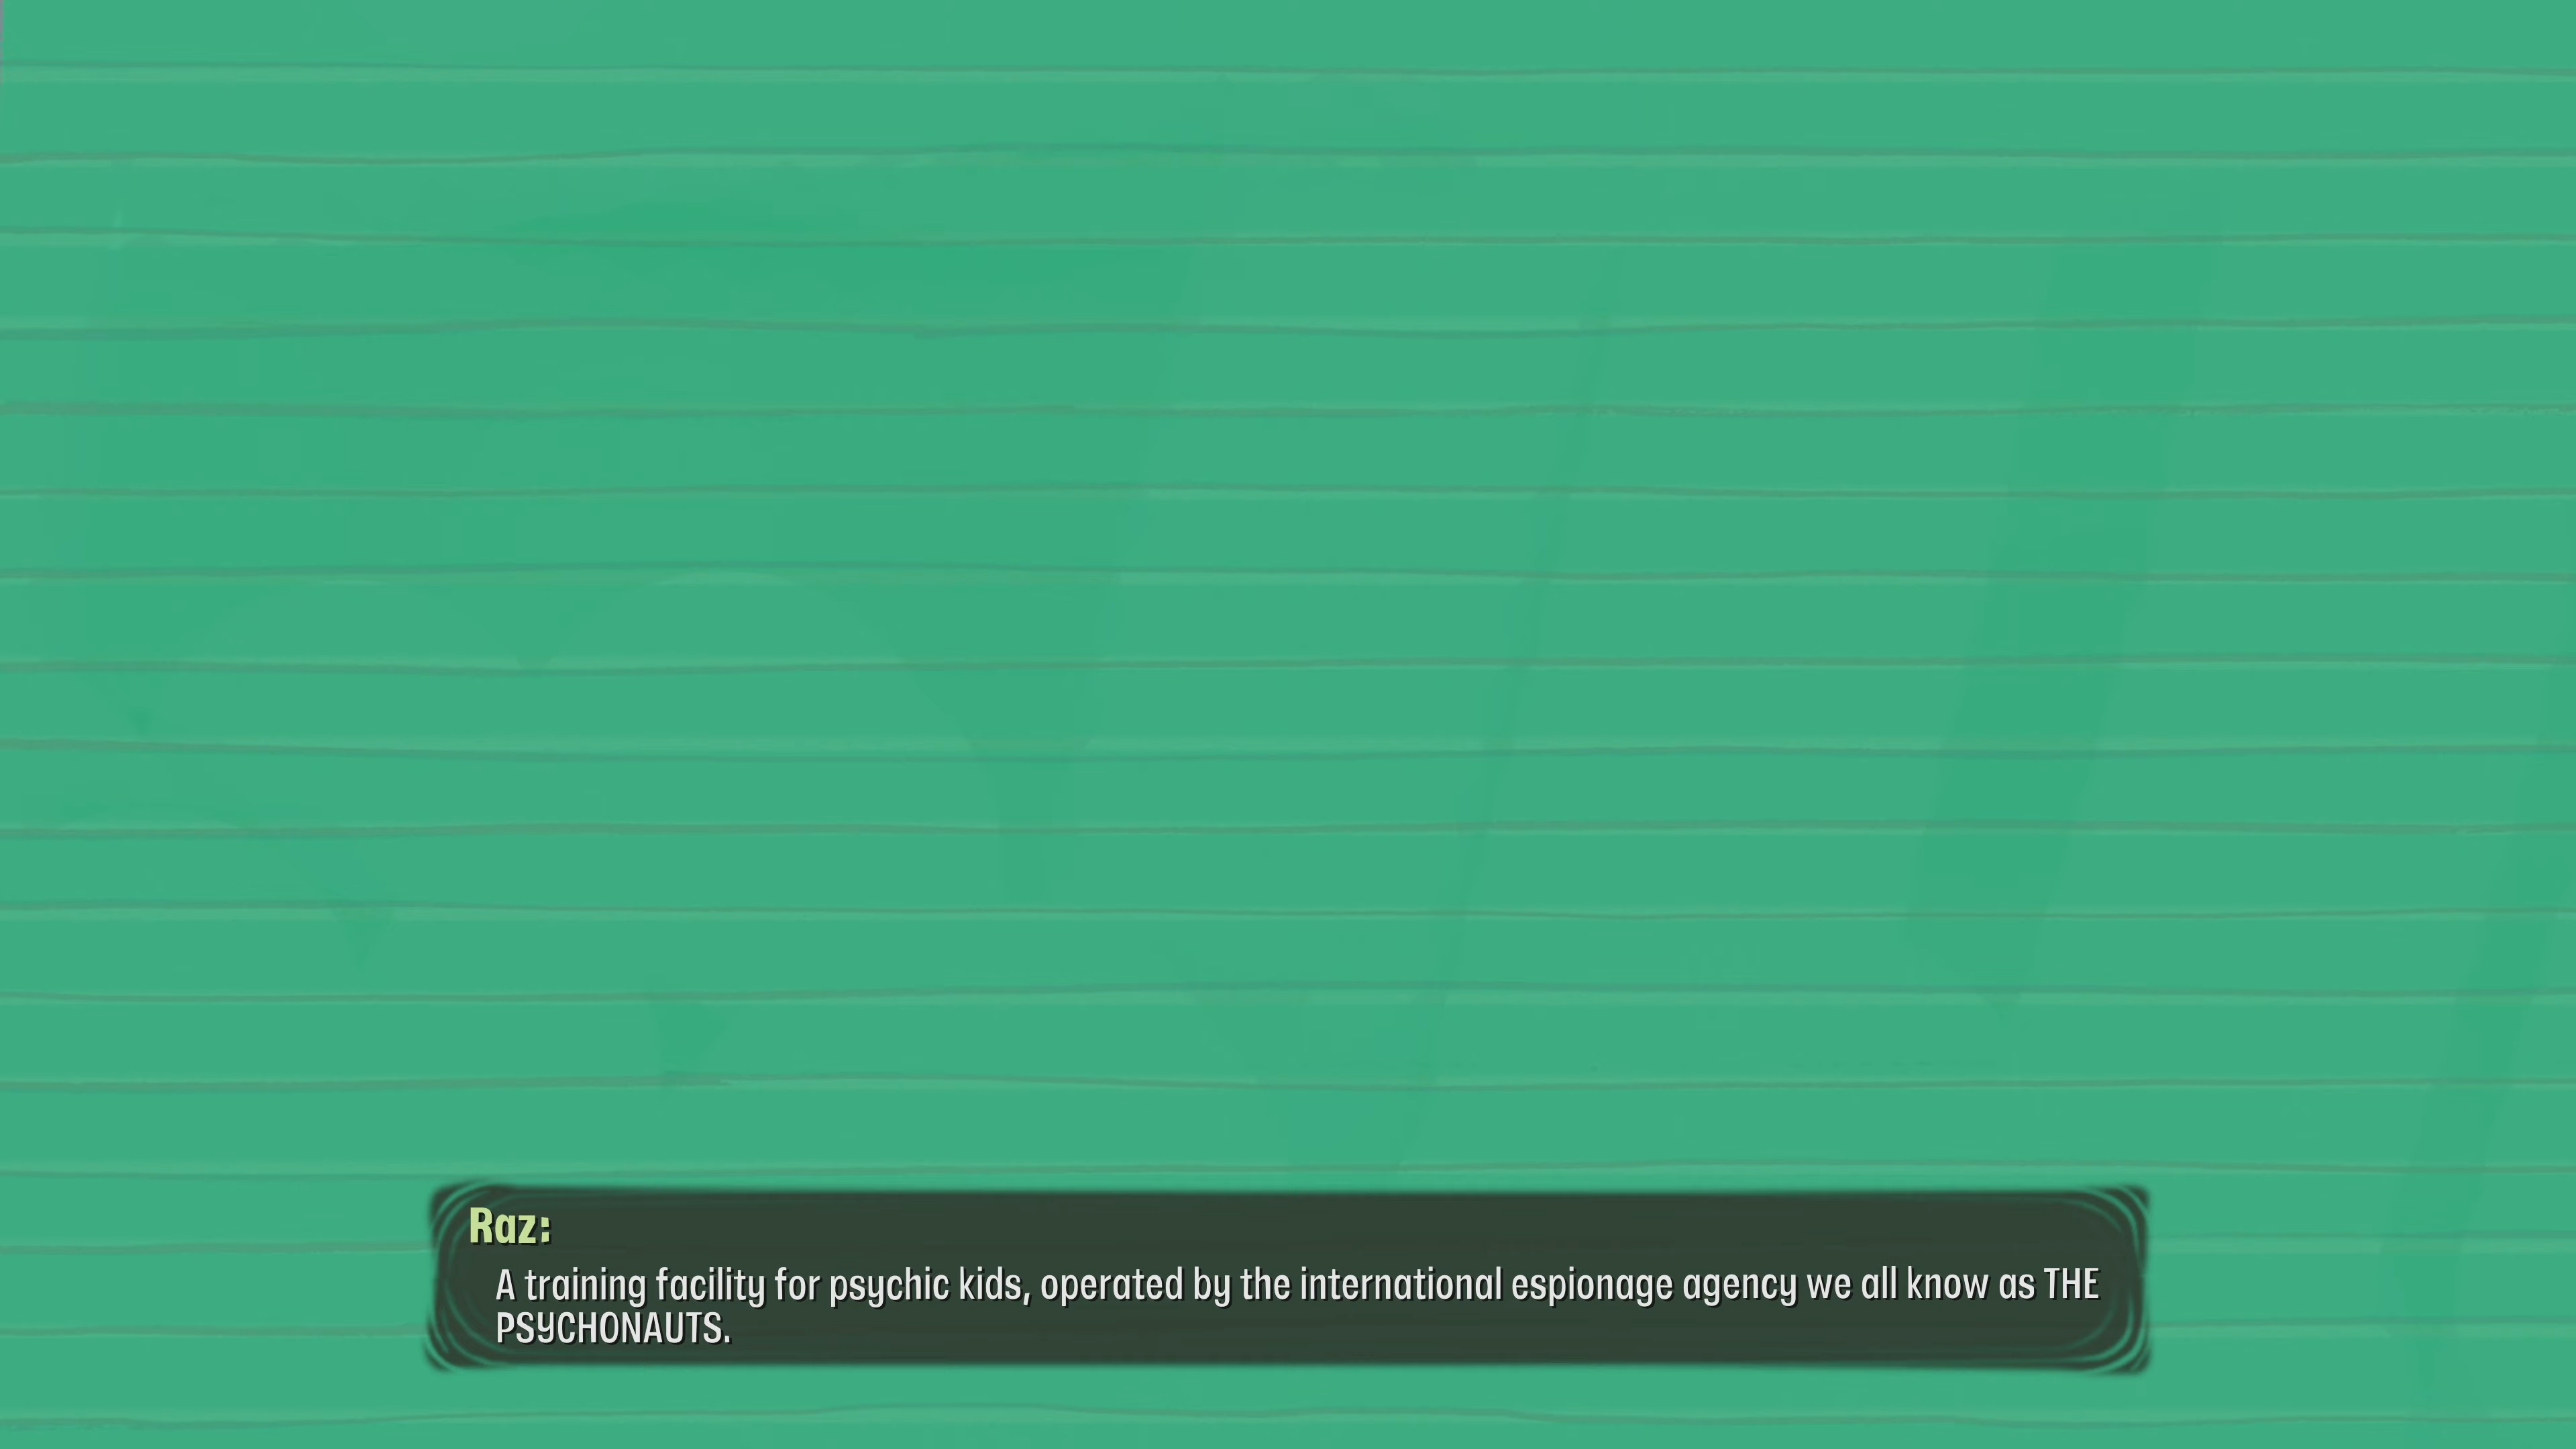 Raz:
A training facility for psychic kids, operated by the international espionage agency we all know as THE
PSYCHONAUTS.